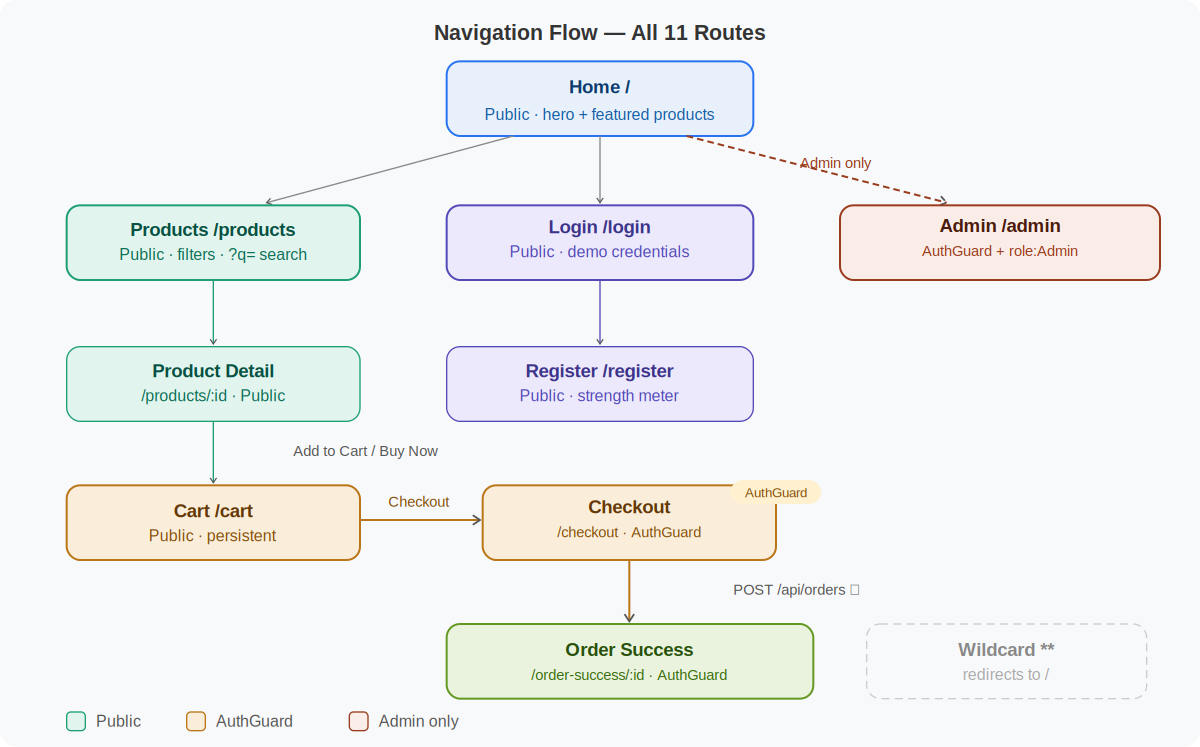 Navigation Flow — All 11 Routes
Home /
Public · hero + featured products
Admin only
Products /products
Public · filters · ?q= search
Login /login
Public · demo credentials
Admin /admin
AuthGuard + role:Admin
Product Detail
/products/:id · Public
Register /register
Public · strength meter
Add to Cart / Buy Now
Cart /cart
Public · persistent
Checkout
AuthGuard
Checkout
/checkout · AuthGuard
POST /api/orders
Order Success
/order-success/:id · AuthGuard
Wildcard **
redirects to /
Public
AuthGuard
Admin only